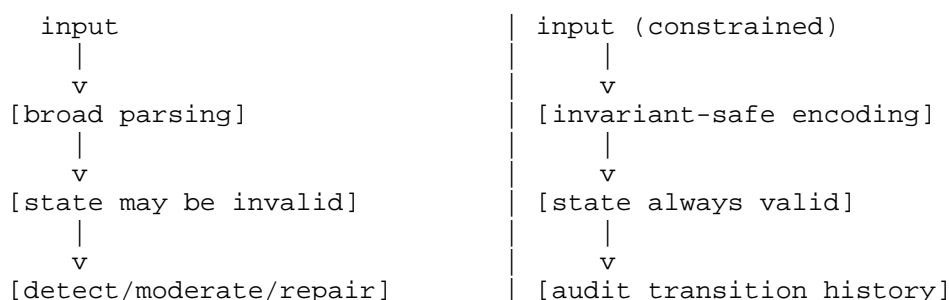 input | input (constrained)
| | |
v | v
[broad parsing] | [invariant-safe encoding]
| | |
v | v
[state may be invalid] | [state always valid]
| | |
v | v
[detect/moderate/repair] | [audit transition history]